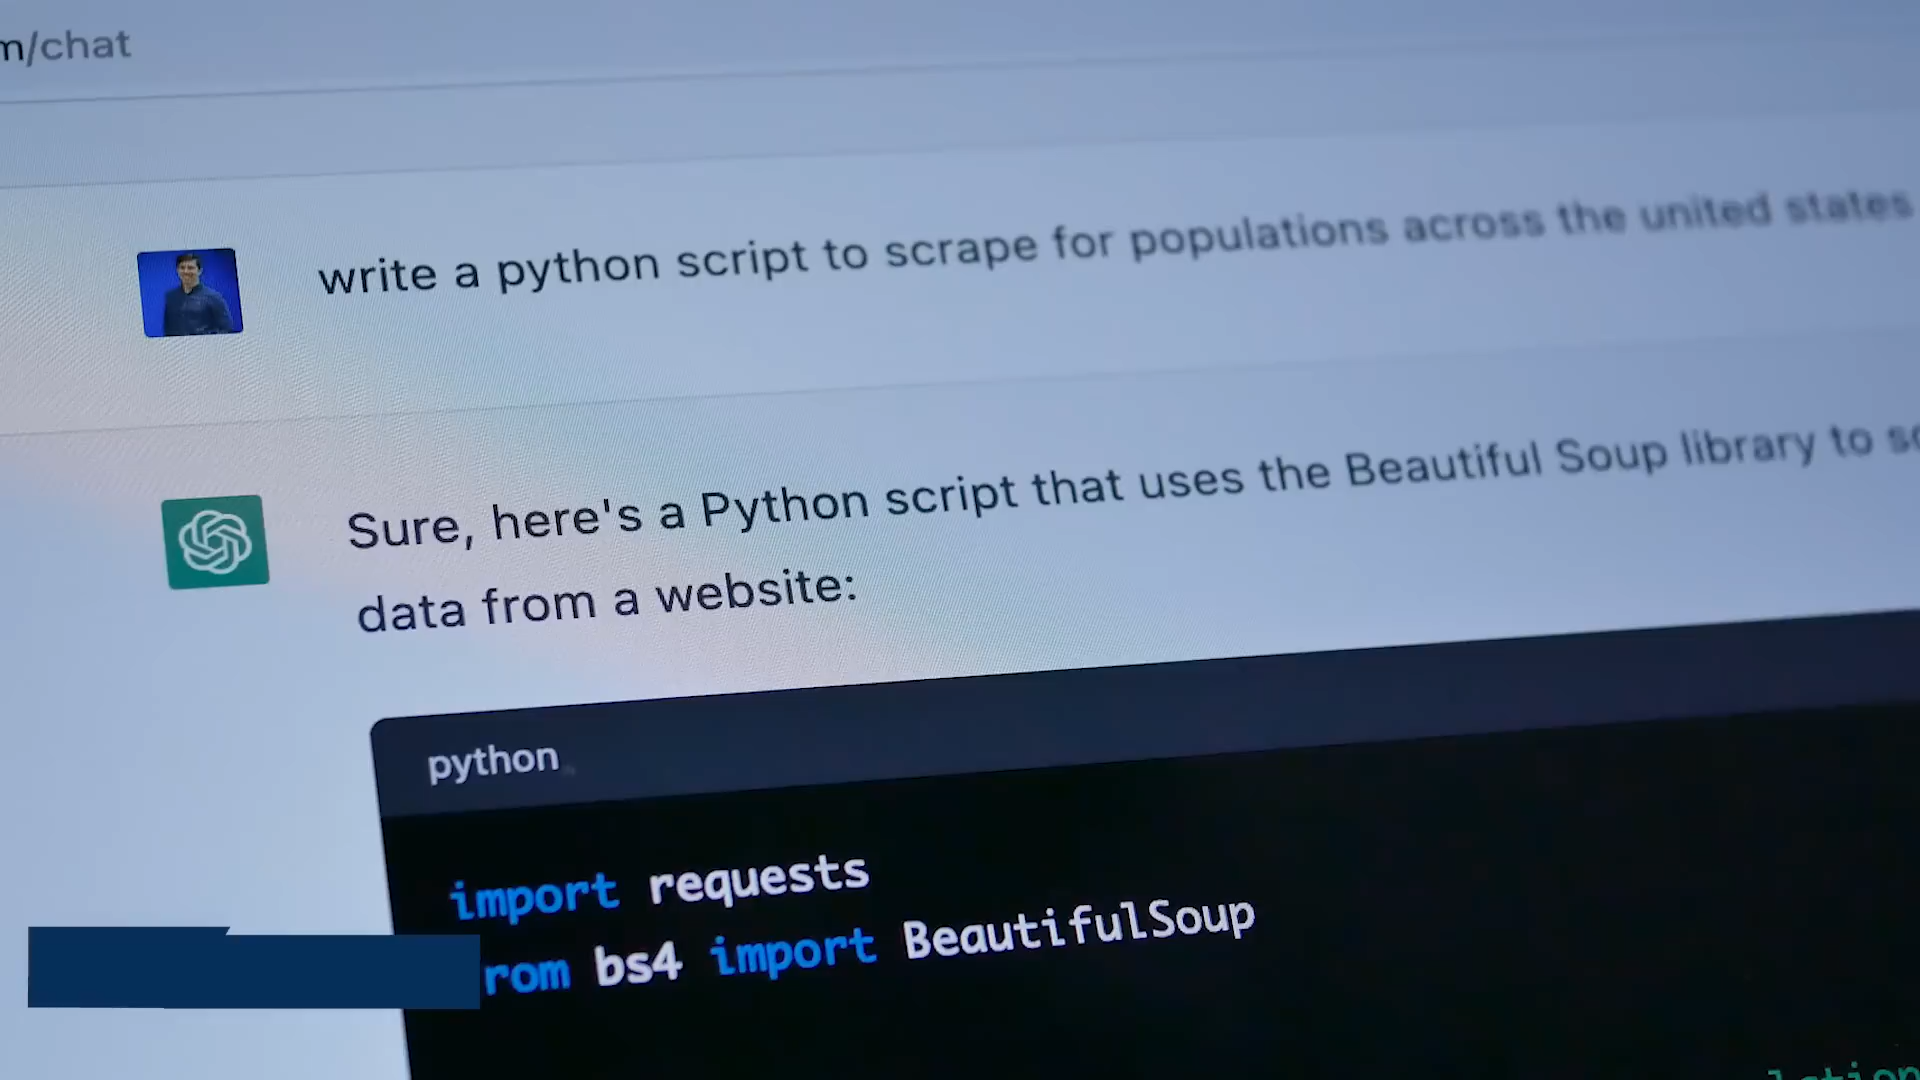 m/chat
write a python script to scrape for populations across the united states
Sure, here's a Python script that uses the Beautiful Soup library to
data from a website:
python
import requests
rom bs4 import BeautifulSoup